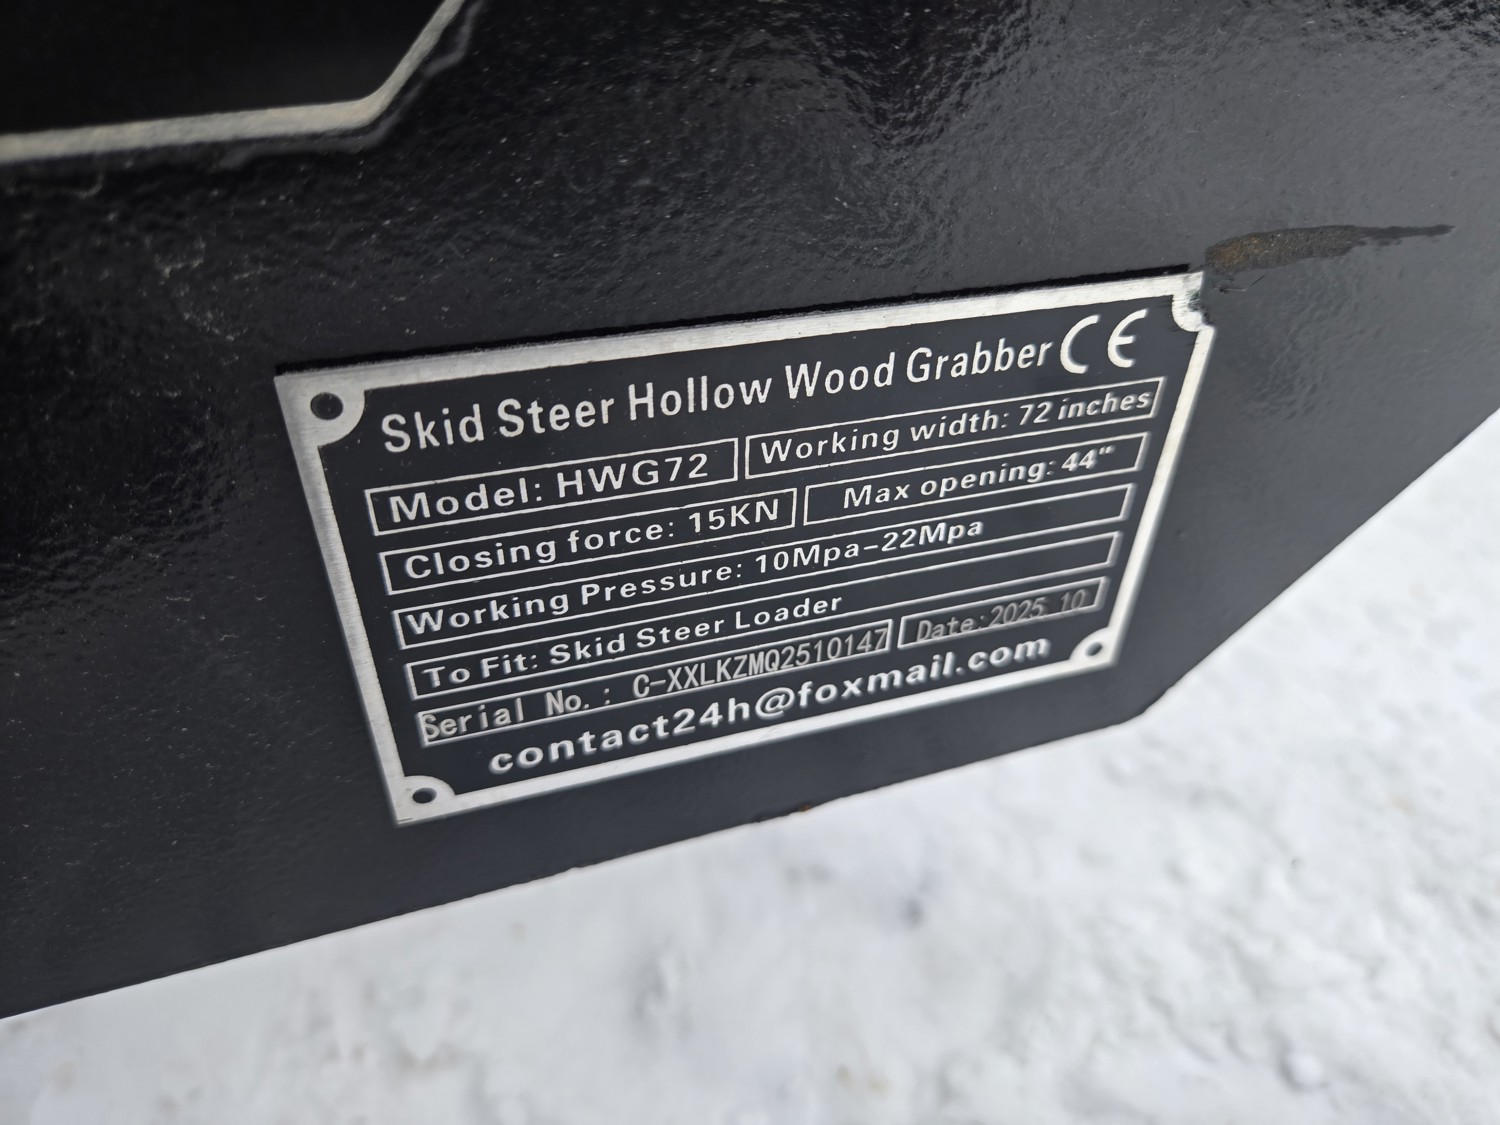 Skid Steer Hollow Wood Grabber CE
Model: HWG72 Working width: 72 inches
Closing force: 15KN Max opening: 44"
Working Pressure: 10Mpa-22Mpa
To Fit: Skid Steer Loader
Serial No.: C-XXLKZMQ2510147 Date:2025.10
contact24h@foxmail.com